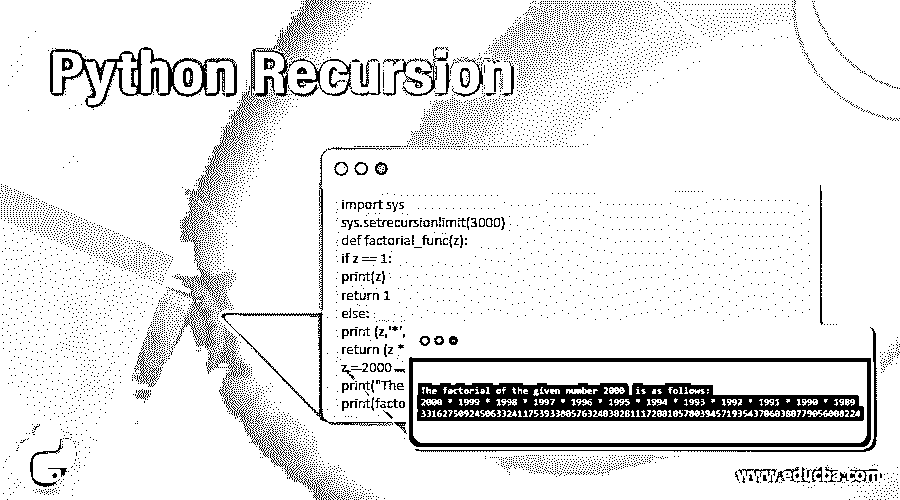 Python Recursion
import sys
sys.setrecursionlimit(3000)
def factorial_func(z):
if z == 1:
print(z)
return 1
else:
print (z,'*',
return (z *
z = 2000
print("The
print(facto
The factorial of the given number 2000 is as follows:
2000 * 1999 * 1998 * 1997 * 1996 * 1995 * 1994 * 1993 * 1992 * 1991 * 1990 * 1989
www.educba.com